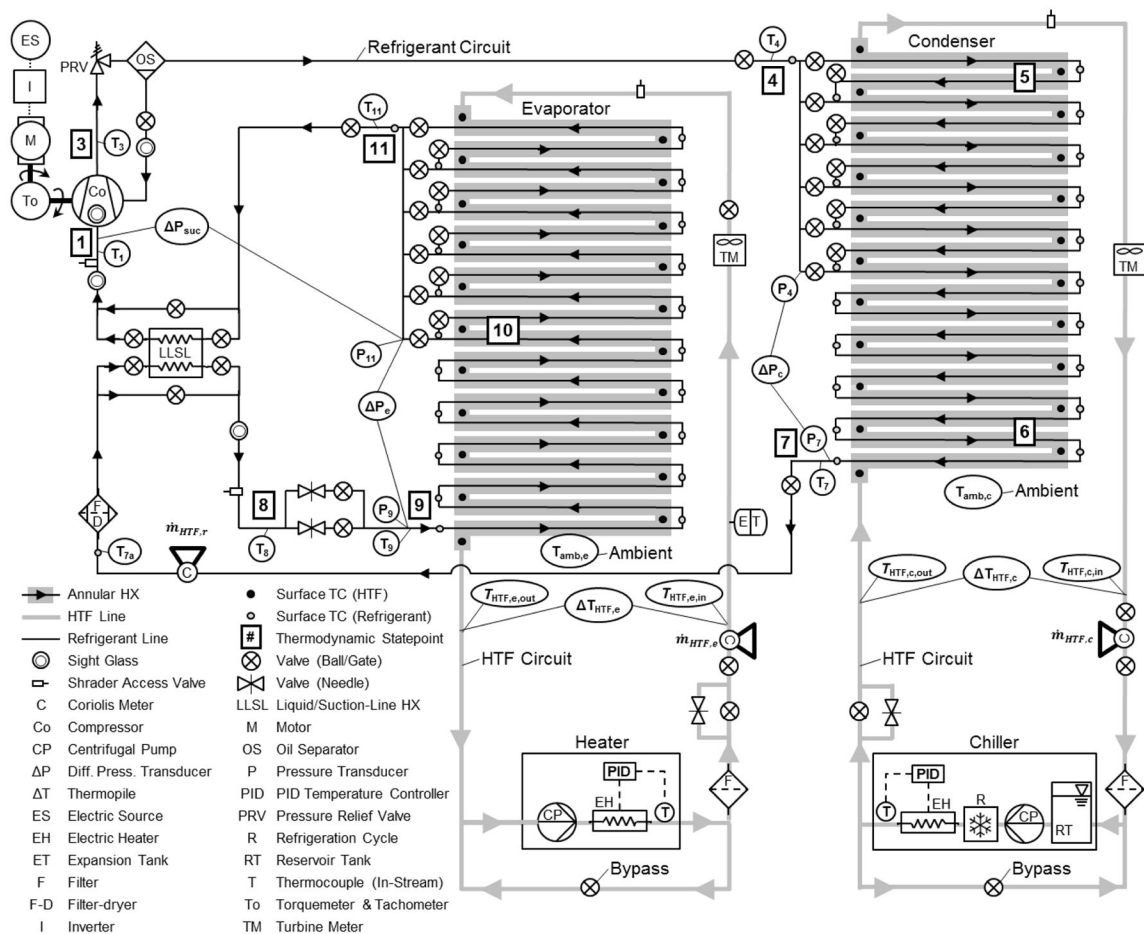 ES
I
M
To
PRV
OS
Refrigerant Circuit
T4
4
Condenser
5
3
T3
Co
1
T1
ΔPsuc
T11
11
Evaporator
TM
TM
P4
ΔPc
LLSL
P11
10
ΔPe
7
P7
T7
6
Tamb,c Ambient
8
T8
P9
T9
9
Tamb,e Ambient
E T
F
D
T7a
ṁHTF,r
C
THTF,e,out
ΔTHTF,e
THTF,e,in
THTF,c,out
ΔTHTF,c
THTF,c,in
C
ṁHTF,e
C
ṁHTF,c
HTF Circuit
HTF Circuit
Heater
PID
EH
CP
T
F
Bypass
Chiller
PID
T
EH
R
CP
RT
F
Bypass
Annular HX
HTF Line
Refrigerant Line
Sight Glass
Shrader Access Valve
C Coriolis Meter
Co Compressor
CP Centrifugal Pump
ΔP Diff. Press. Transducer
ΔT Thermopile
ES Electric Source
EH Electric Heater
ET Expansion Tank
F Filter
F-D Filter-dryer
I Inverter
Surface TC (HTF)
Surface TC (Refrigerant)
# Thermodynamic Statepoint
Valve (Ball/Gate)
Valve (Needle)
LLSL Liquid/Suction-Line HX
M Motor
OS Oil Separator
P Pressure Transducer
PID PID Temperature Controller
PRV Pressure Relief Valve
R Refrigeration Cycle
RT Reservoir Tank
T Thermocouple (In-Stream)
To Torquemeter & Tachometer
TM Turbine Meter